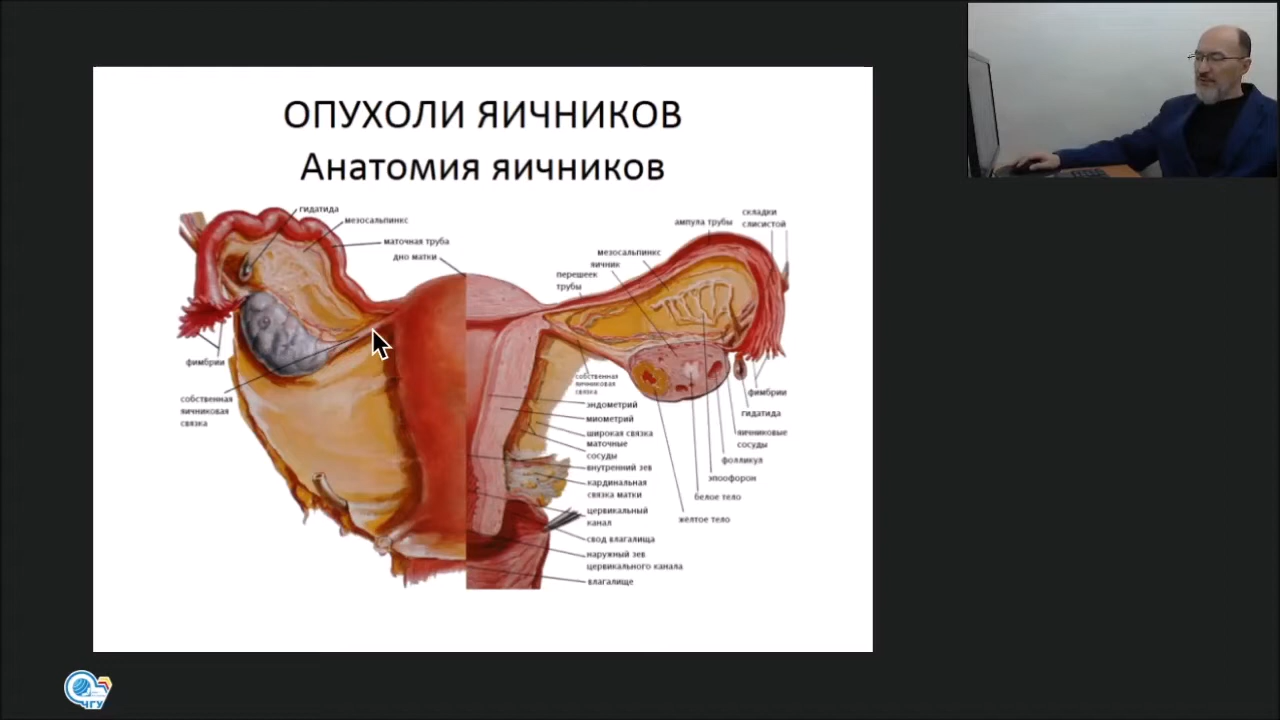 ОПУХОЛИ ЯИЧНИКОВ
Анатомия яичников
гидатида
мезосальпинкс
маточная труба
дно матки
фимбрии
собственная
яичниковая
связка
складки
слисистой
ампула трубы
мезосальпинкс
яичник
перешеек
трубы
собственная
яичниковая
связка
эндометрий
миометрий
широкая связка
маточные
сосуды
внутренний зев
кардинальная
связка матки
цервикальный
канал
свод влагалища
наружный зев
цервикального канала
влагалище
фимбрии
гидатида
яичниковые
сосуды
фолликул
эпоофорон
белое тело
желтое тело
ЧГУ